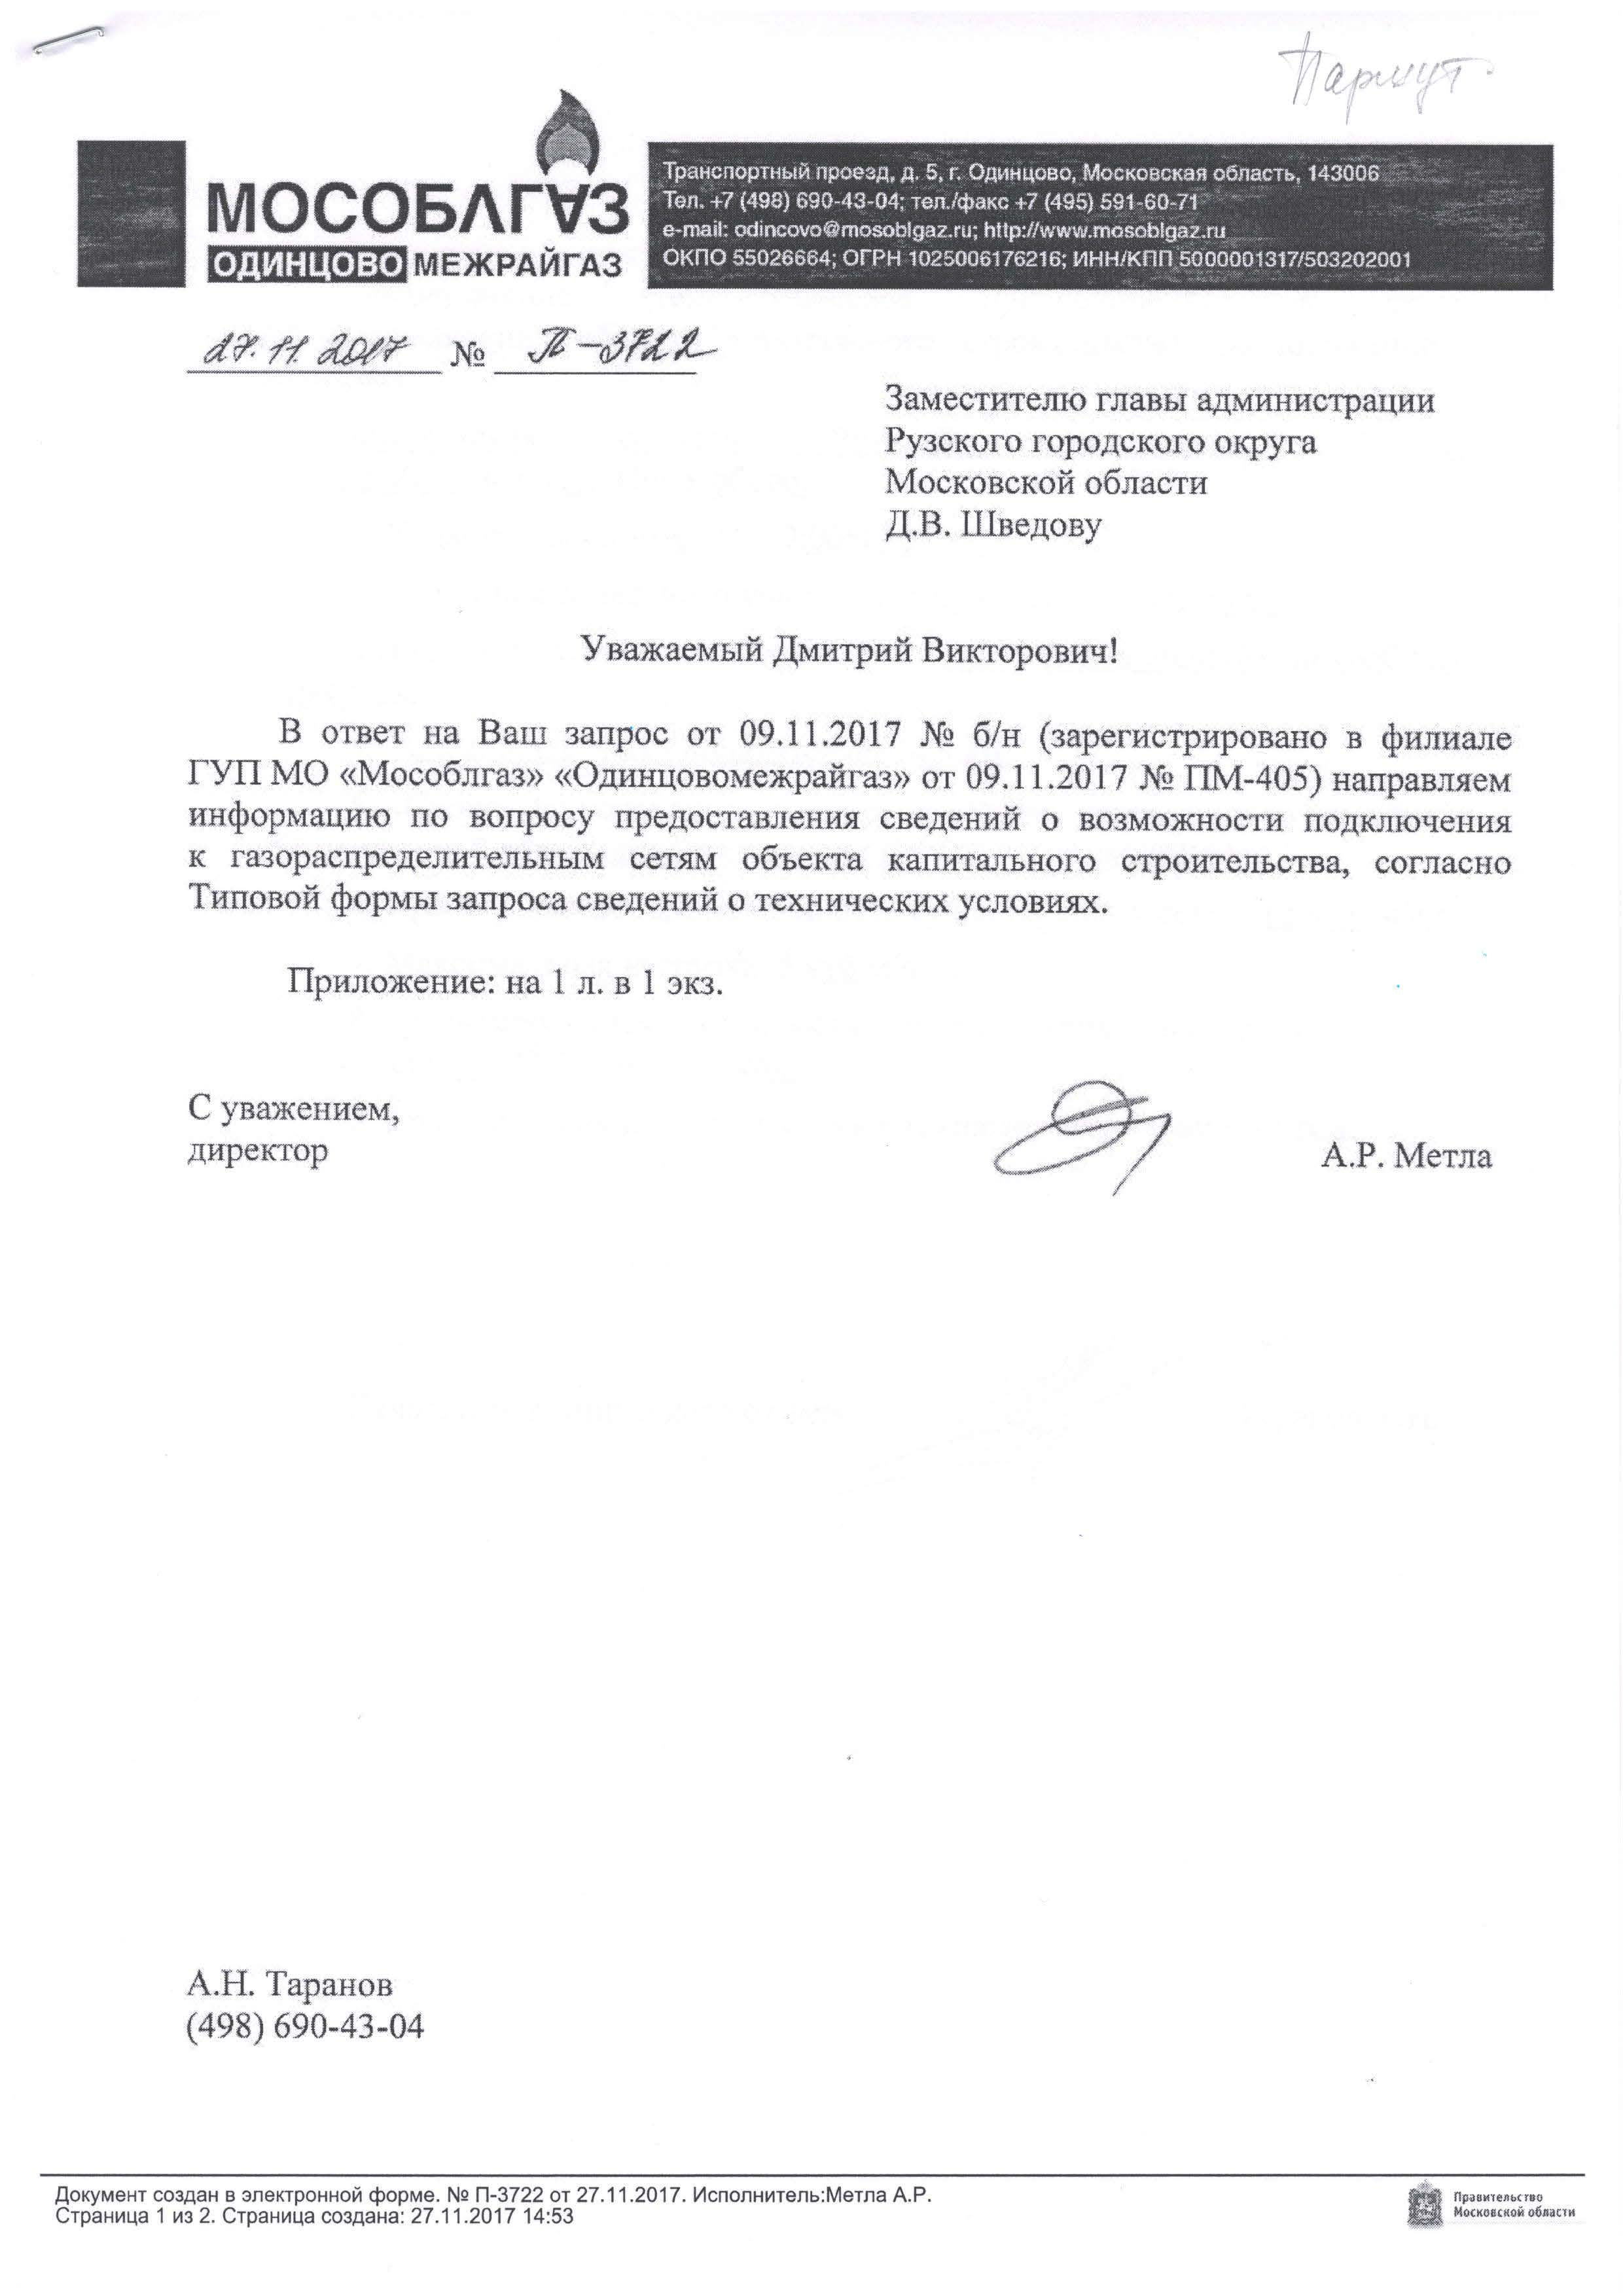 МОСОБЛГАЗ
ОДИНЦОВО МЕЖРАЙГАЗ
Транспортный проезд, д. 5, г. Одинцово, Московская область, 143006
Тел. +7 (498) 690-43-04; тел./факс +7 (495) 591-60-71
e-mail: odincovo@mosoblgaz.ru; http://www.mosoblgaz.ru
ОКПО 55026664; ОГРН 1025006176216; ИНН/КПП 5000001317/503202001
27.11.2017 № П-3722
Заместителю главы администрации
Рузского городского округа
Московской области
Д.В. Шведову
Уважаемый Дмитрий Викторович!
В ответ на Ваш запрос от 09.11.2017 № б/н (зарегистрировано в филиале
ГУП МО «Мособлгаз» «Одинцовомежрайгаз» от 09.11.2017 № ПМ-405) направляем
информацию по вопросу предоставления сведений о возможности подключения
к газораспределительным сетям объекта капитального строительства, согласно
Типовой формы запроса сведений о технических условиях.
Приложение: на 1 л. в 1 экз.
С уважением,
директор
А.Р. Метла
А.Н. Таранов
(498) 690-43-04
Документ создан в электронной форме. № П-3722 от 27.11.2017. Исполнитель:Метла А.Р.
Страница 1 из 2. Страница создана: 27.11.2017 14:53
Правительство
Московской области